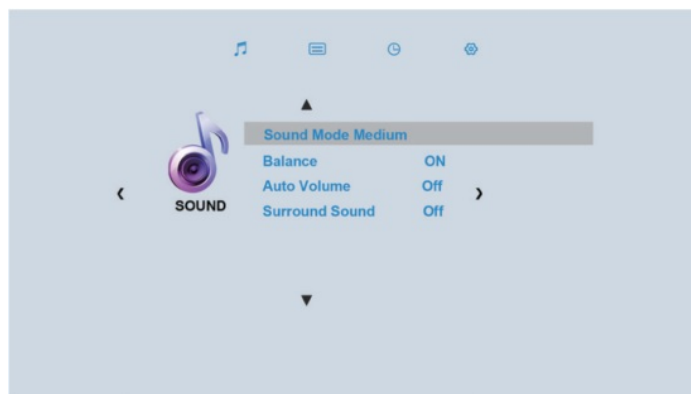 Sound Mode Medium
Balance ON
Auto Volume Off
SOUND
Surround Sound Off